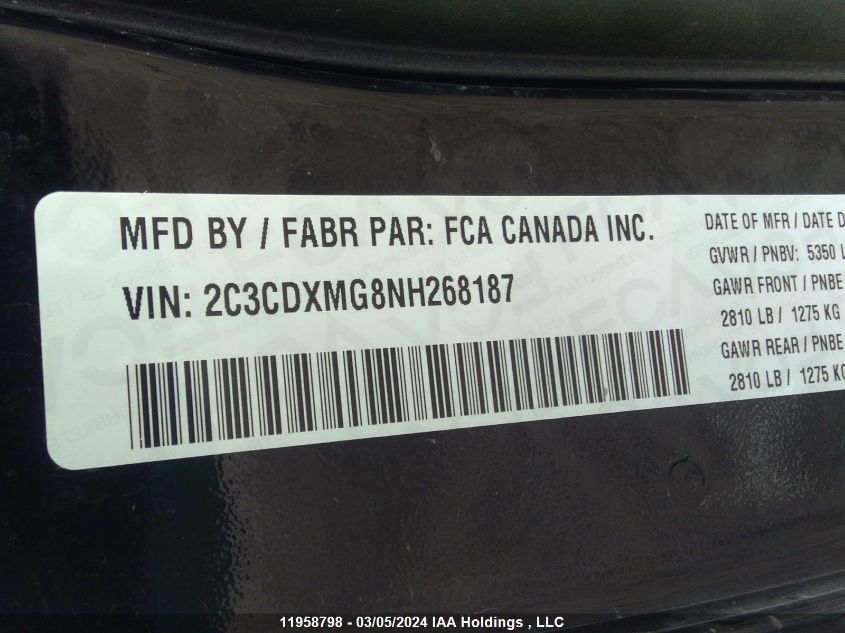 MFD BY / FABR PAR: FCA CANADA INC.
VIN: 2C3CDXMG8NH268187
DATE OF MFR / DATE D
GVWR / PNBV: 5350 L
GAWR FRONT / PNBE
2810 LB / 1275 KG
GAWR REAR / PNBE
2810 LB / 1275 KG
11958798 - 03/05/2024 IAA Holdings , LLC